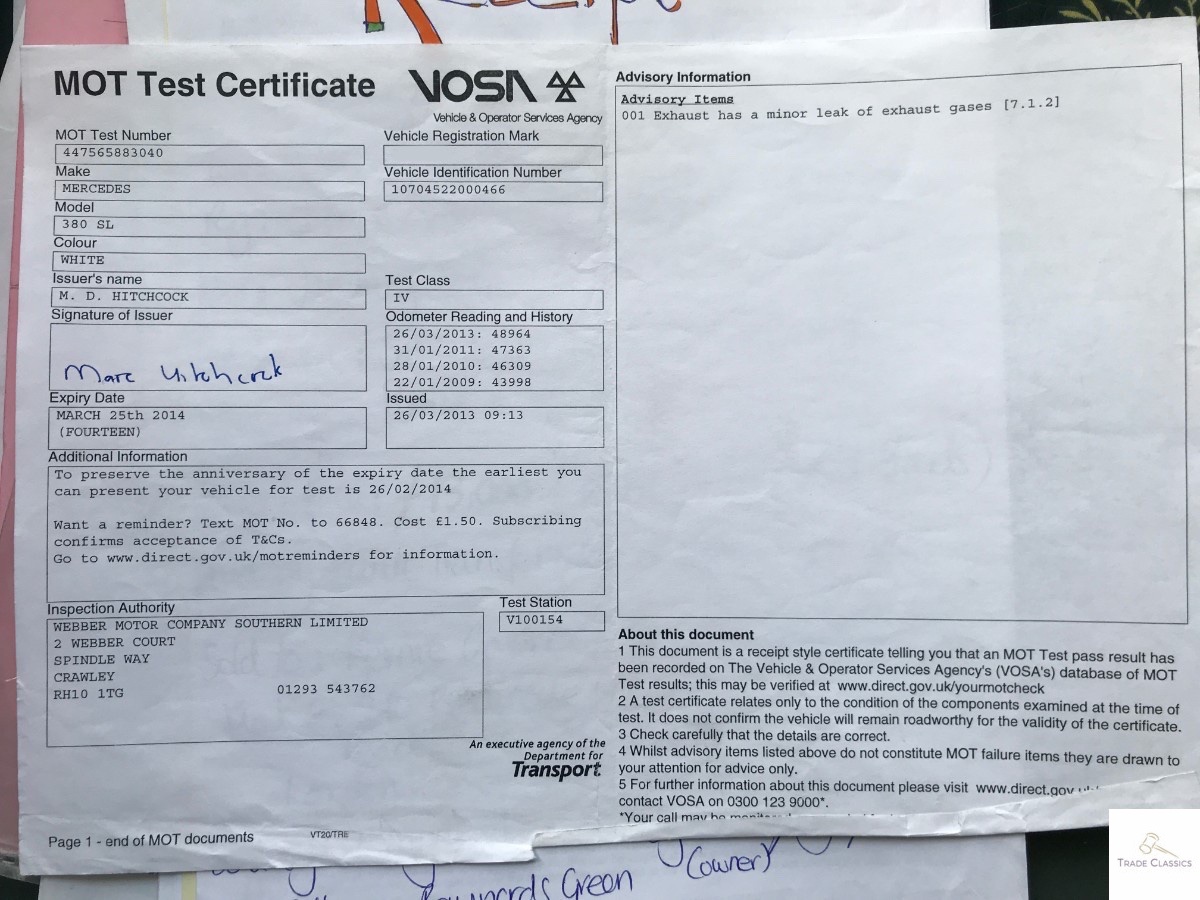 Receipt
MOT Test Certificate
VOSA
Vehicle & Operator Services Agency
MOT Test Number
447565883040
Vehicle Registration Mark
Make
MERCEDES
Vehicle Identification Number
10704522000466
Model
380 SL
Colour
WHITE
Issuer's name
M. D. HITCHCOCK
Test Class
IV
Signature of Issuer
Marc Hitchcock
Odometer Reading and History
26/03/2013: 48964
31/01/2011: 47363
28/01/2010: 46309
22/01/2009: 43998
Expiry Date
MARCH 25th 2014
(FOURTEEN)
Issued
26/03/2013 09:13
Additional Information
To preserve the anniversary of the expiry date the earliest you
can present your vehicle for test is 26/02/2014
Want a reminder? Text MOT No. to 66848. Cost £1.50. Subscribing
confirms acceptance of T&Cs.
Go to www.direct.gov.uk/motreminders for information.
Inspection Authority
WEBBER MOTOR COMPANY SOUTHERN LIMITED
2 WEBBER COURT
SPINDLE WAY
CRAWLEY
RH10 1TG 01293 543762
Test Station
V100154
An executive agency of the
Department for
Transport
Page 1 - end of MOT documents
VT20/TRE
Advisory Information
Advisory Items
001 Exhaust has a minor leak of exhaust gases [7.1.2]
About this document
1 This document is a receipt style certificate telling you that an MOT Test pass result has
been recorded on The Vehicle & Operator Services Agency's (VOSA's) database of MOT
Test results; this may be verified at www.direct.gov.uk/yourmotcheck
2 A test certificate relates only to the condition of the components examined at the time of
test. It does not confirm the vehicle will remain roadworthy for the validity of the certificate.
3 Check carefully that the details are correct.
4 Whilst advisory items listed above do not constitute MOT failure items they are drawn to
your attention for advice only.
5 For further information about this document please visit www.direct.gov
contact VOSA on 0300 123 9000*.
*Your call may be
(owner)
Green
TRADE CLASSICS